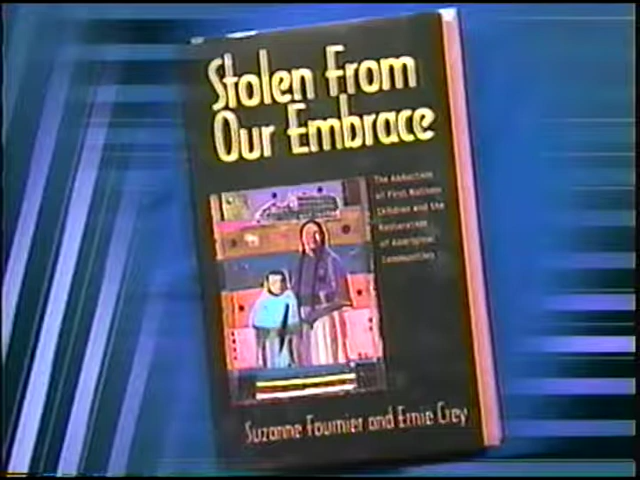 Stolen From
Our Embrace
The Abduction
of First Nations
Children and the
Restoration
of Aboriginal
Communities
Suzanne Fournier and Ernie Crey